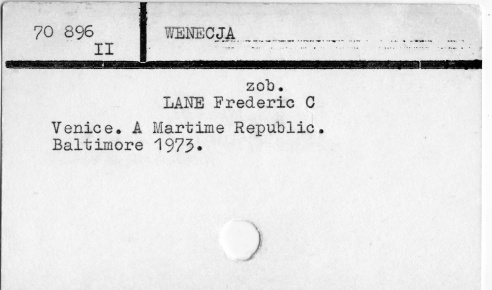 70 896
II
WENECJA
zob.
LANE Frederic C
Venice. A Martime Republic.
Baltimore 1973.